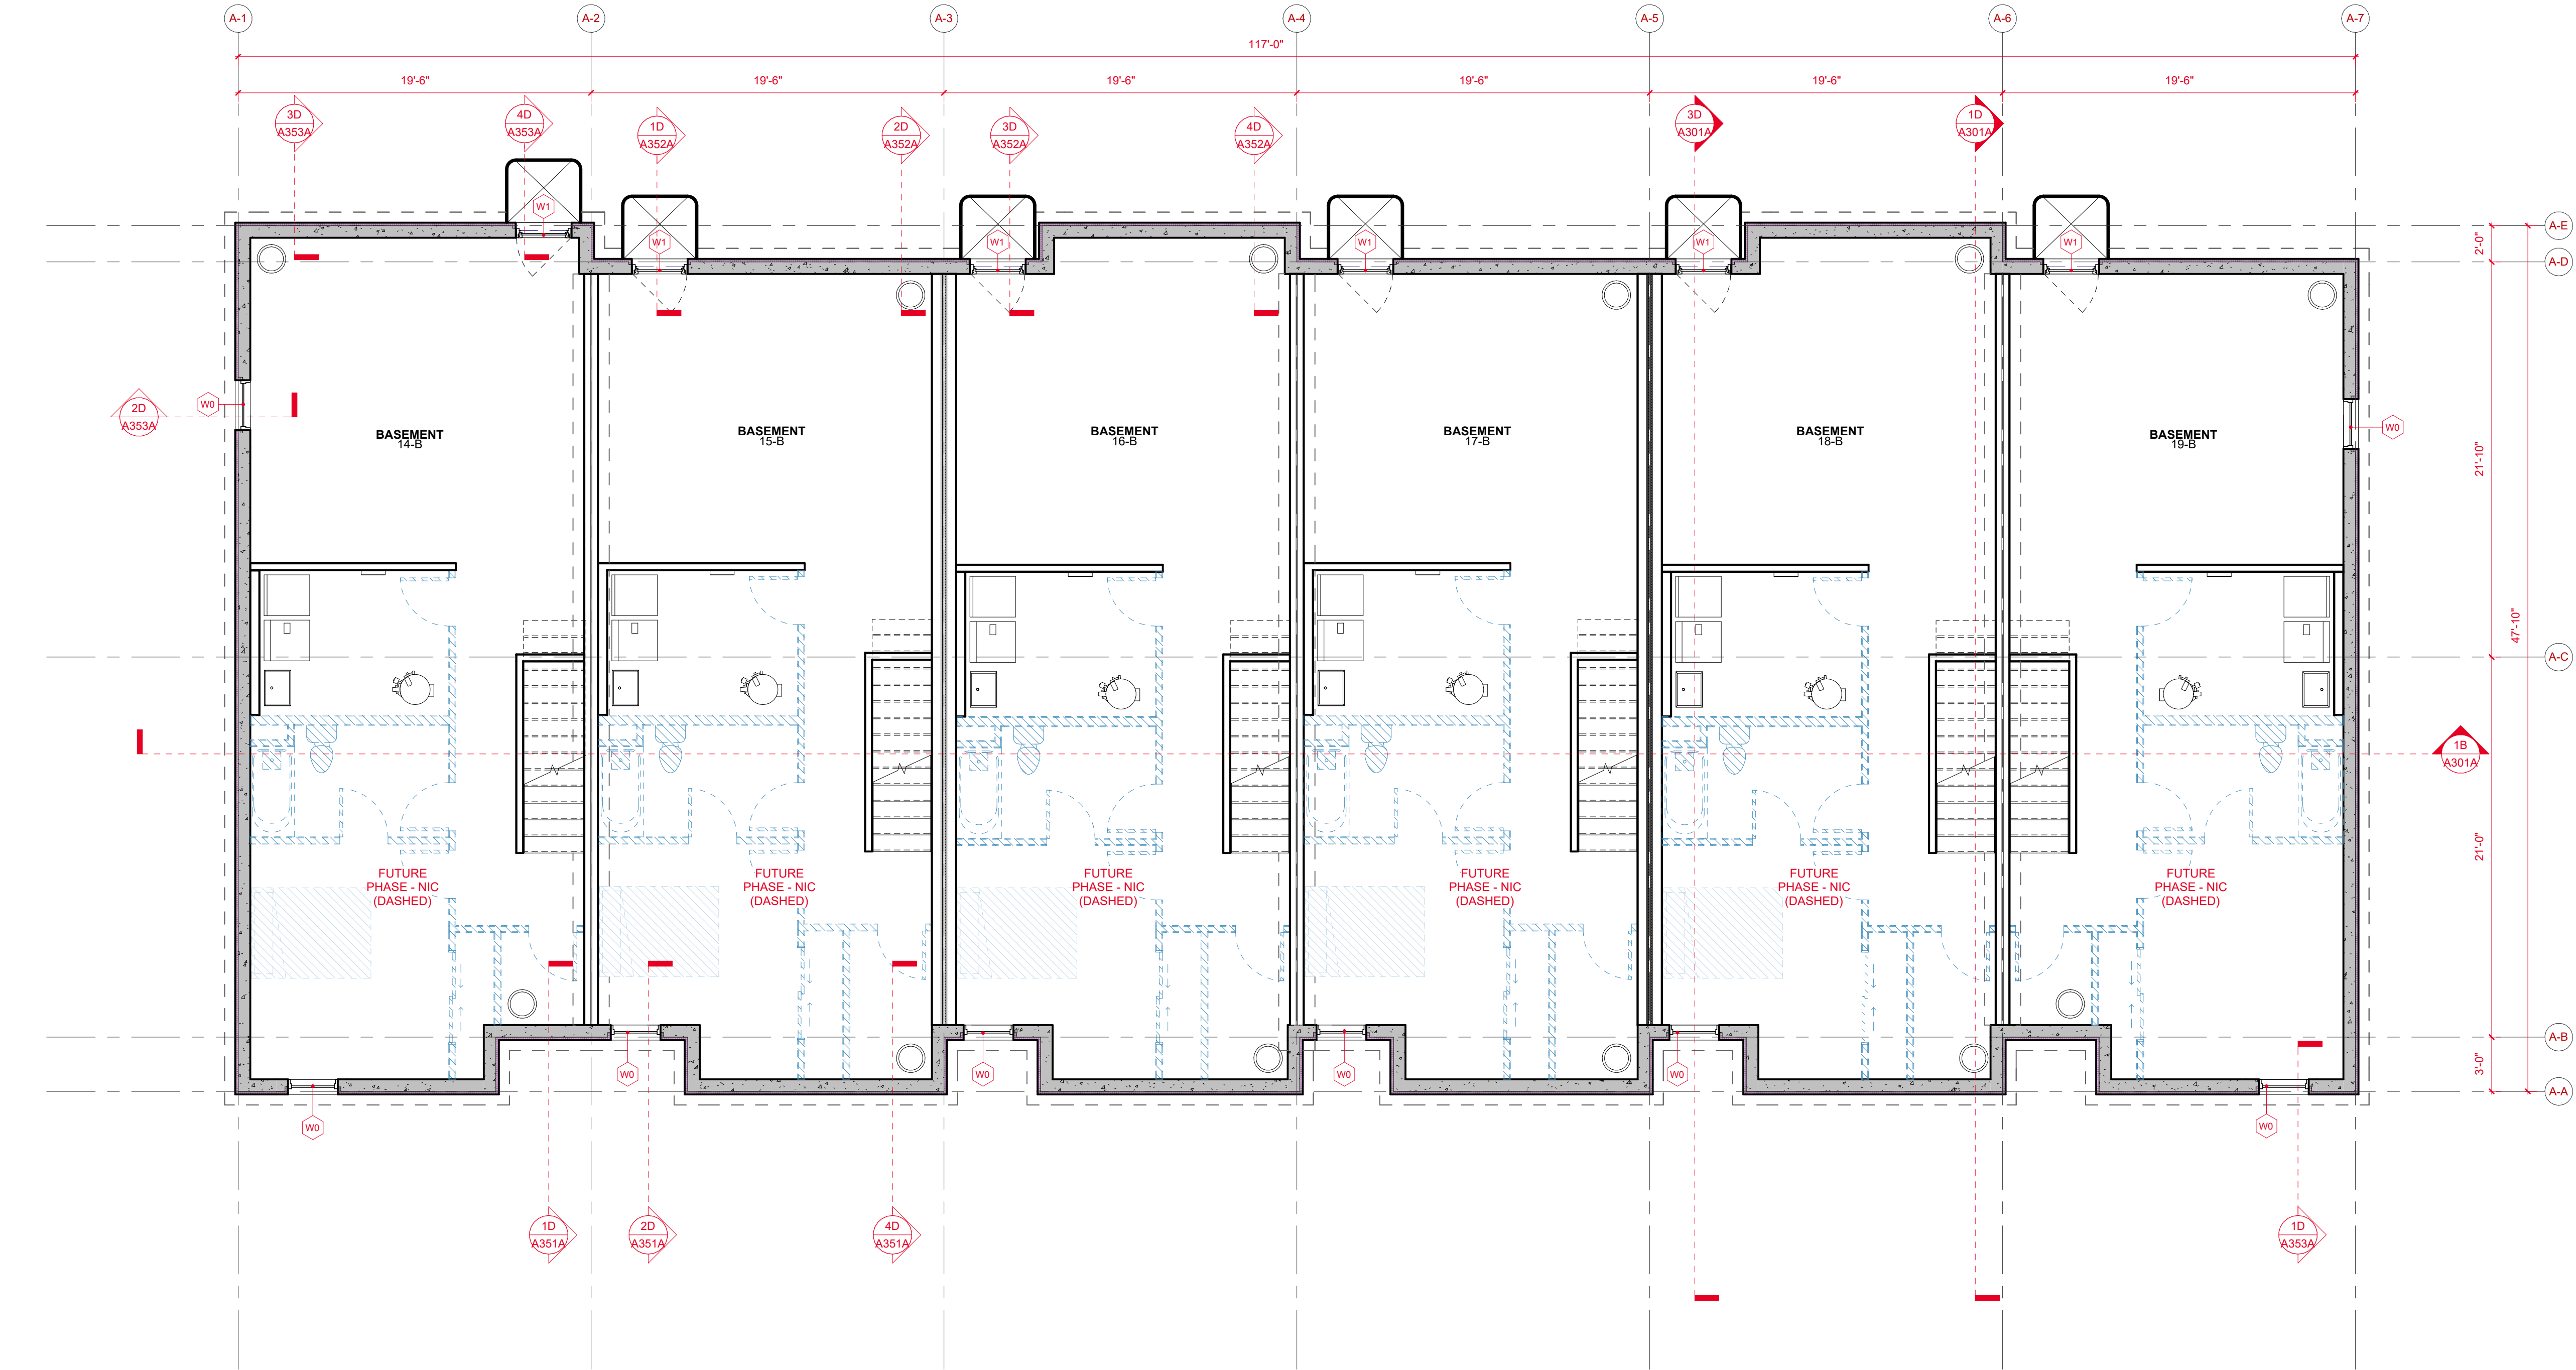 A-1
A-2
A-3
A-4
A-5
A-6
A-7
117'-0"
19'-6"
19'-6"
19'-6"
19'-6"
19'-6"
19'-6"
3D
A353A
4D
A353A
1D
A352A
2D
A352A
3D
A352A
4D
A352A
3D
A301A
1D
A301A
W1
W1
W1
W1
W1
W1
A-E
2'-0"
A-D
2D
A353A
W0
W0
BASEMENT
14-B
BASEMENT
15-B
BASEMENT
16-B
BASEMENT
17-B
BASEMENT
18-B
BASEMENT
19-B
21'-10"
47'-10"
A-C
1B
A301A
21'-0"
FUTURE
PHASE - NIC
(DASHED)
FUTURE
PHASE - NIC
(DASHED)
FUTURE
PHASE - NIC
(DASHED)
FUTURE
PHASE - NIC
(DASHED)
FUTURE
PHASE - NIC
(DASHED)
FUTURE
PHASE - NIC
(DASHED)
A-B
3'-0"
A-A
W0
W0
W0
W0
W0
W0
1D
A351A
2D
A351A
4D
A351A
1D
A353A